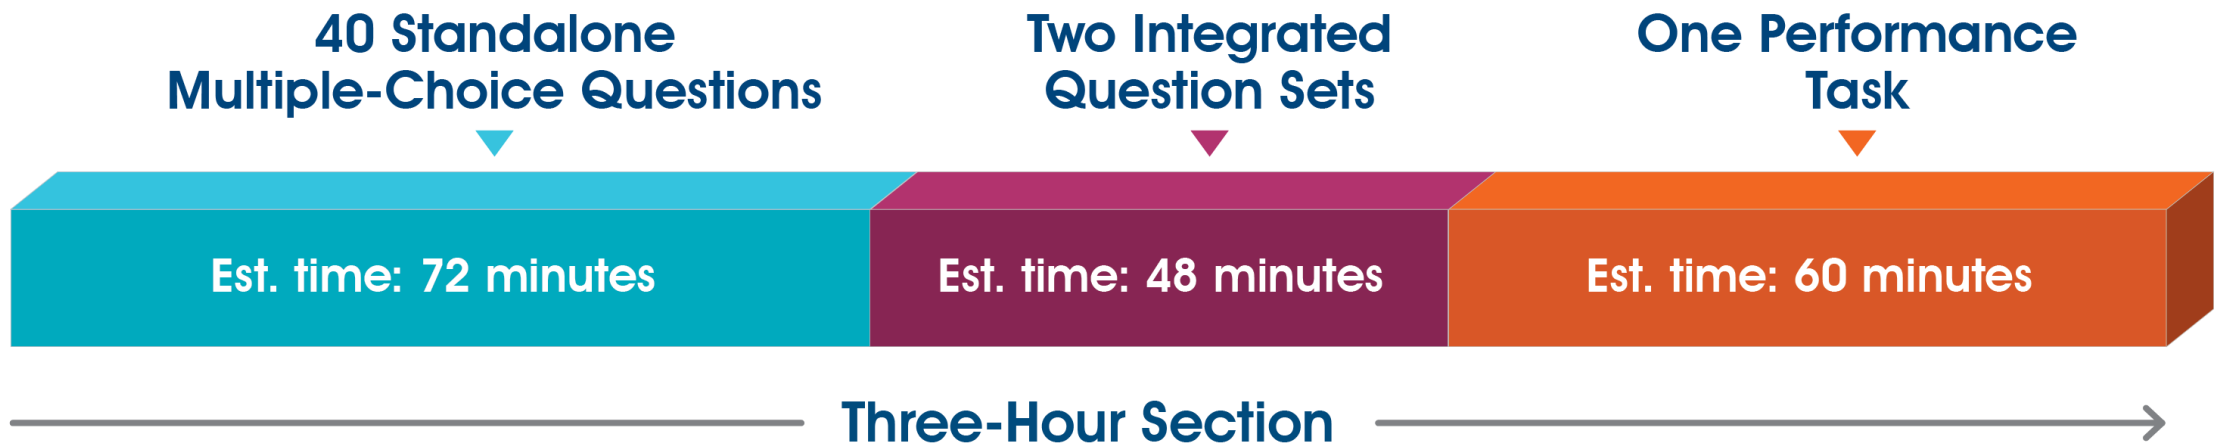 40 Standalone
Multiple-Choice Questions
Two Integrated
Question Sets
One Performance
Task
Est. time: 72 minutes
Est. time: 48 minutes
Est. time: 60 minutes
Three-Hour Section